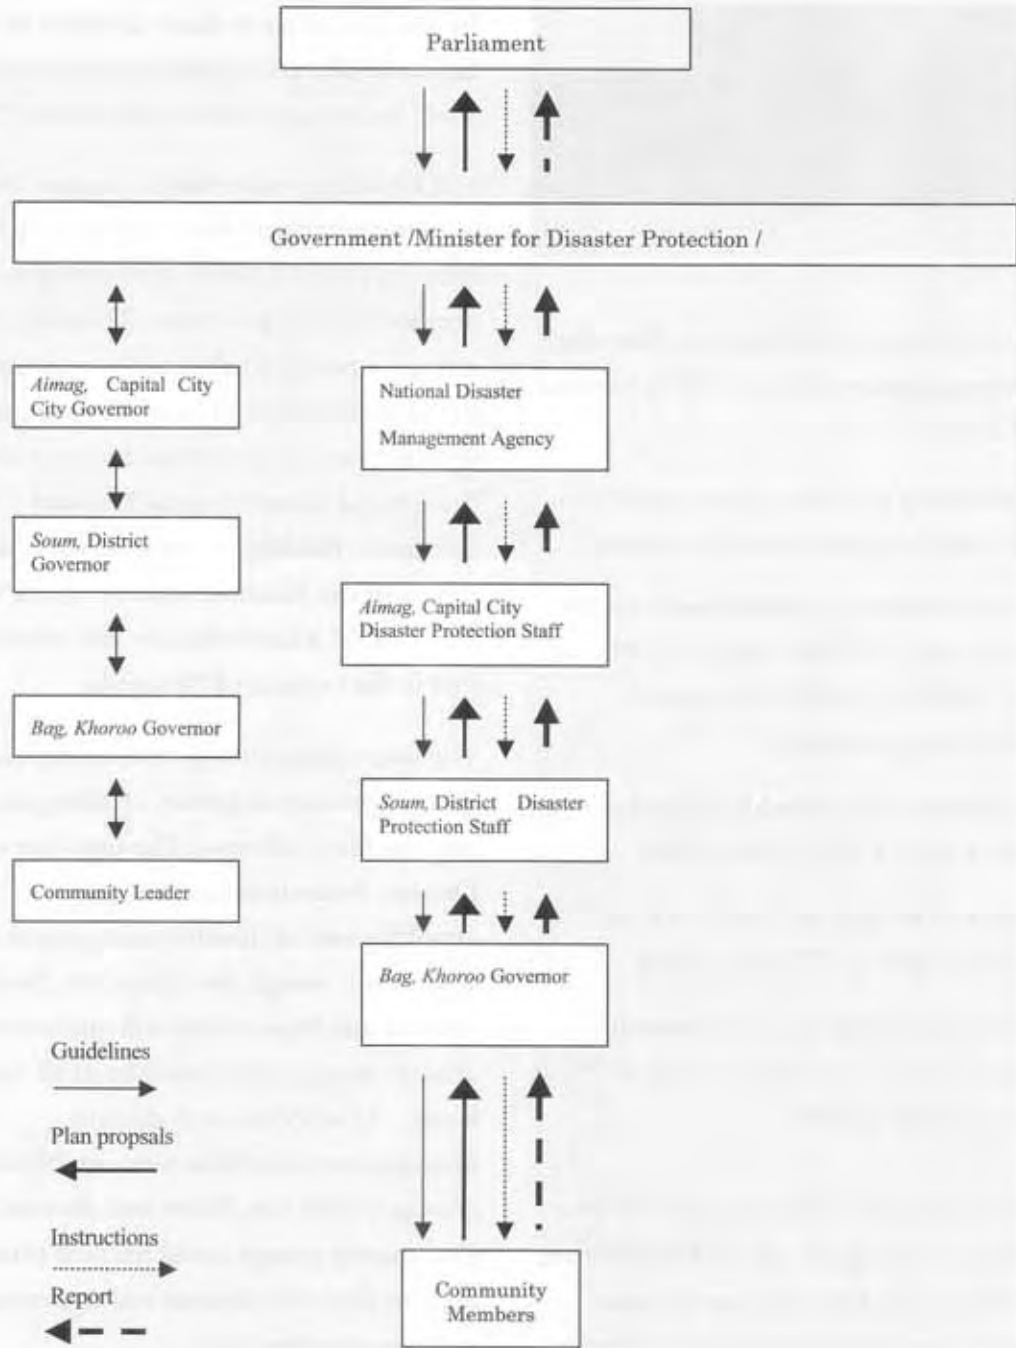 Parliament
Government /Minister for Disaster Protection /
Aimag, Capital City
City Governor
National Disaster
Management Agency
Soum, District
Governor
Aimag, Capital City
Disaster Protection Staff
Bag, Khoroo Governor
Soum, District Disaster
Protection Staff
Community Leader
Bag, Khoroo Governor
Guidelines
Plan propsals
Instructions
Report
Community
Members